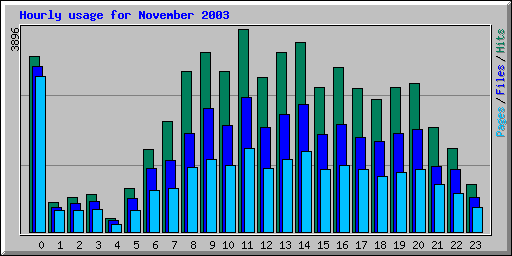 Hourly usage for November 2003
3896
Pages / Files / Hits
0 1 2 3 4 5 6 7 8 9 10 11 12 13 14 15 16 17 18 19 20 21 22 23